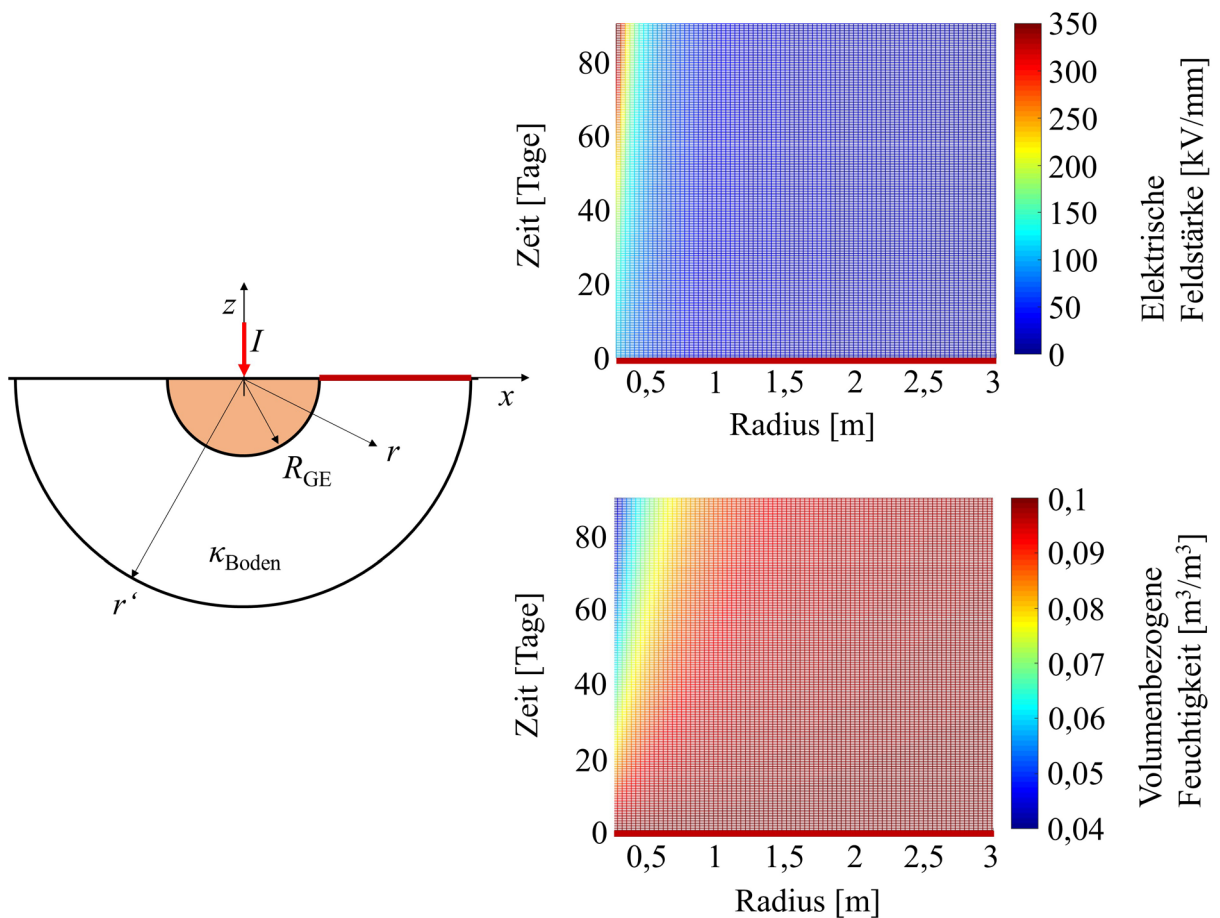 z
I
x
r
R_GE
κ_Boden
r‘
350
300
250
200
150
100
50
0
Elektrische
Feldstärke [kV/mm]
80
60
40
20
0
Zeit [Tage]
0,5 1 1,5 2 2,5 3
Radius [m]
0,1
0,09
0,08
0,07
0,06
0,05
0,04
Volumenbezogene
Feuchtigkeit [m³/m³]
80
60
40
20
0
Zeit [Tage]
0,5 1 1,5 2 2,5 3
Radius [m]